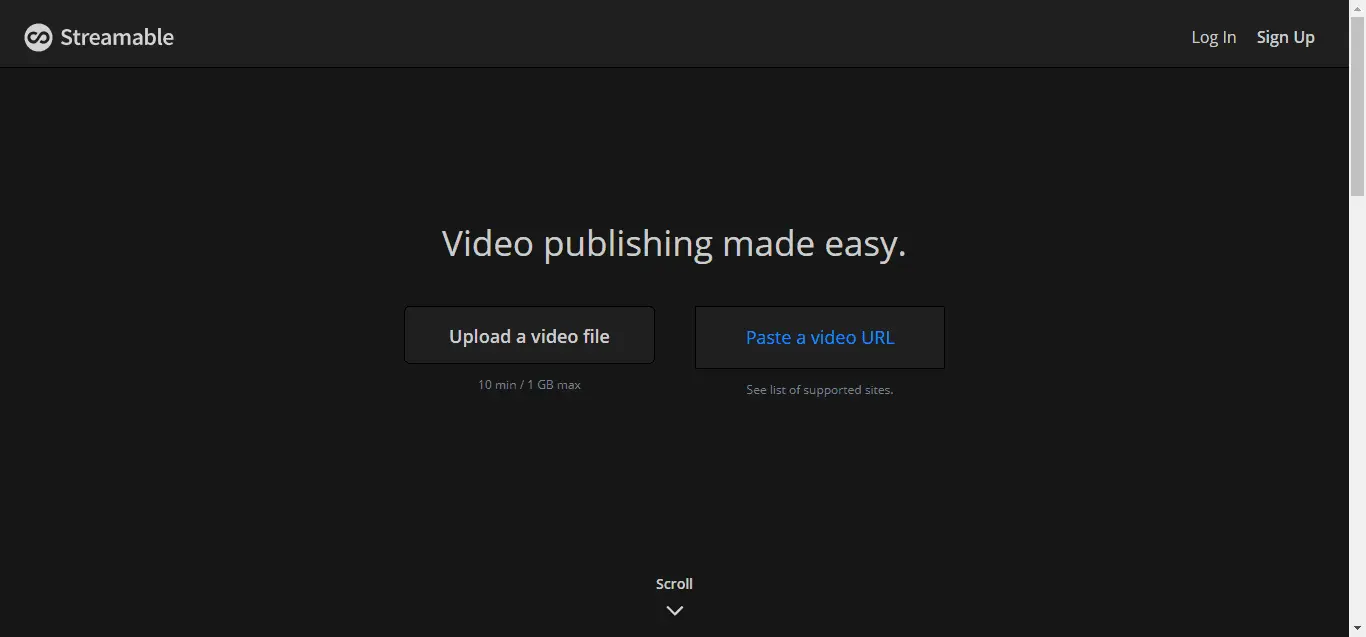 Streamable
Log In Sign Up
Video publishing made easy.
Upload a video file
Paste a video URL
10 min / 1 GB max
See list of supported sites.
Scroll